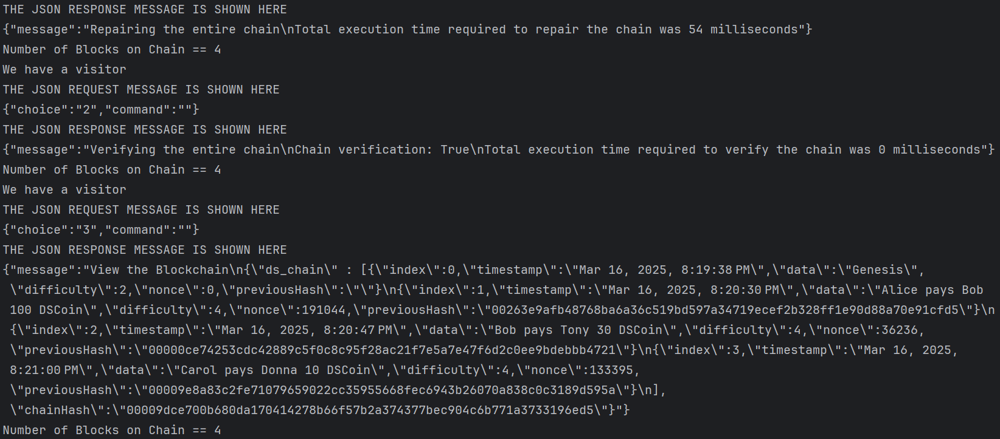 THE JSON RESPONSE MESSAGE IS SHOWN HERE
{"message":"Repairing the entire chain\nTotal execution time required to repair the chain was 54 milliseconds"}
Number of Blocks on Chain == 4
We have a visitor
THE JSON REQUEST MESSAGE IS SHOWN HERE
{"choice":"2","command":""}
THE JSON RESPONSE MESSAGE IS SHOWN HERE
{"message":"Verifying the entire chain\nChain verification: True\nTotal execution time required to verify the chain was 0 milliseconds"}
Number of Blocks on Chain == 4
We have a visitor
THE JSON REQUEST MESSAGE IS SHOWN HERE
{"choice":"3","command":""}
THE JSON RESPONSE MESSAGE IS SHOWN HERE
{"message":"View the Blockchain\n{\"ds_chain\" : [{\"index\":0,\"timestamp\":\"Mar 16, 2025, 8:19:38 PM\",\"data\":\"Genesis\",
\"difficulty\":2,\"nonce\":0,\"previousHash\":\"\"}\n{\"index\":1,\"timestamp\":\"Mar 16, 2025, 8:20:30 PM\",\"data\":\"Alice pays Bob
100 DSCoin\",\"difficulty\":4,\"nonce\":191044,\"previousHash\":\"00263e9afb48768ba6a36c519bd597a34719ecef2b328ff1e90d88a70e91cfd5\"}\n
{\"index\":2,\"timestamp\":\"Mar 16, 2025, 8:20:47 PM\",\"data\":\"Bob pays Tony 30 DSCoin\",\"difficulty\":4,\"nonce\":36236,
\"previousHash\":\"00000ce74253cdc42889c5f0c8c95f28ac21f7e5a7e47f6d2c0ee9bdebbb4721\"}\n{\"index\":3,\"timestamp\":\"Mar 16, 2025,
8:21:00 PM\",\"data\":\"Carol pays Donna 10 DSCoin\",\"difficulty\":4,\"nonce\":133395,
\"previousHash\":\"00009e8a83c2fe71079659022cc35955668fec6943b26070a838c0c3189d595a\"}\n],
\"chainHash\":\"00009dce700b680da170414278b66f57b2a374377bec904c6b771a3733196ed5\"}"}
Number of Blocks on Chain == 4